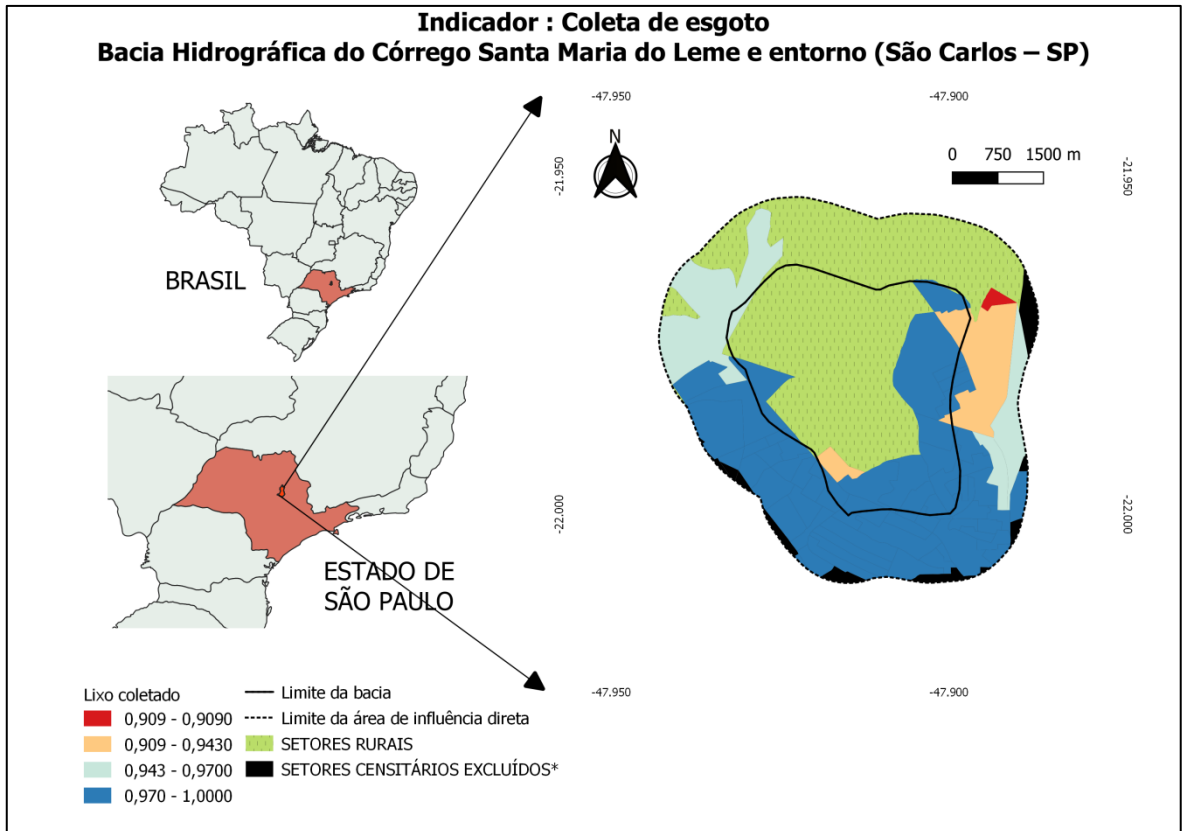 Indicador : Coleta de esgoto
Bacia Hidrográfica do Córrego Santa Maria do Leme e entorno (São Carlos – SP)
-47.950
-47.900
N
0 750 1500 m
-21.950
-21.950
BRASIL
-22.000
-22.000
ESTADO DE
SÃO PAULO
-47.950
-47.900
Lixo coletado
0,909 - 0,9090
0,909 - 0,9430
0,943 - 0,9700
0,970 - 1,0000
Limite da bacia
Limite da área de influência direta
SETORES RURAIS
SETORES CENSITÁRIOS EXCLUÍDOS*